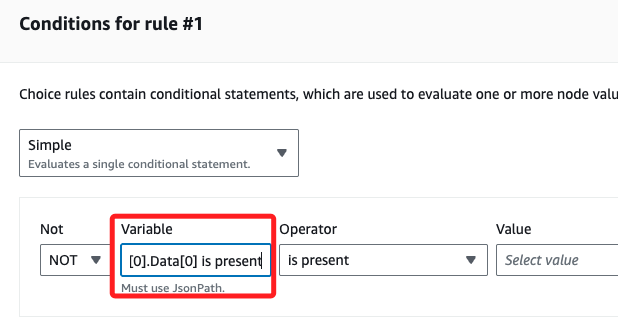 Conditions for rule #1
Choice rules contain conditional statements, which are used to evaluate one or more node valu
Simple
Evaluates a single conditional statement.
Not Variable Operator Value
NOT [0].Data[0] is present is present Select value
Must use JsonPath.